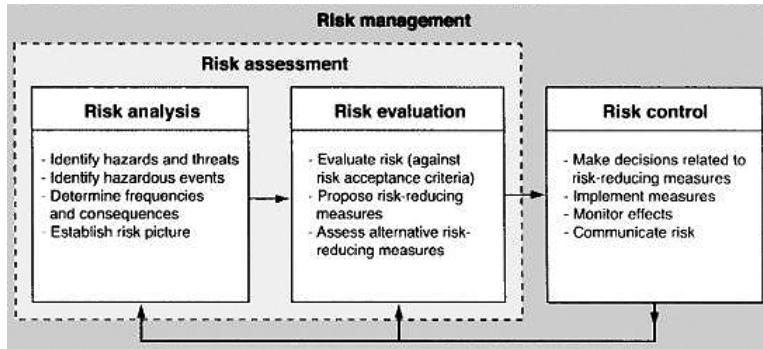 Risk management
Risk assessment
Risk analysis
- Identify hazards and threats
- Identify hazardous events
- Determine frequencies
and consequences
- Establish risk picture
Risk evaluation
- Evaluate risk (against
risk acceptance criteria)
- Propose risk-reducing
measures
- Assess alternative risk-
reducing measures
Risk control
- Make decisions related to
risk-reducing measures
- Implement measures
- Monitor effects
- Communicate risk